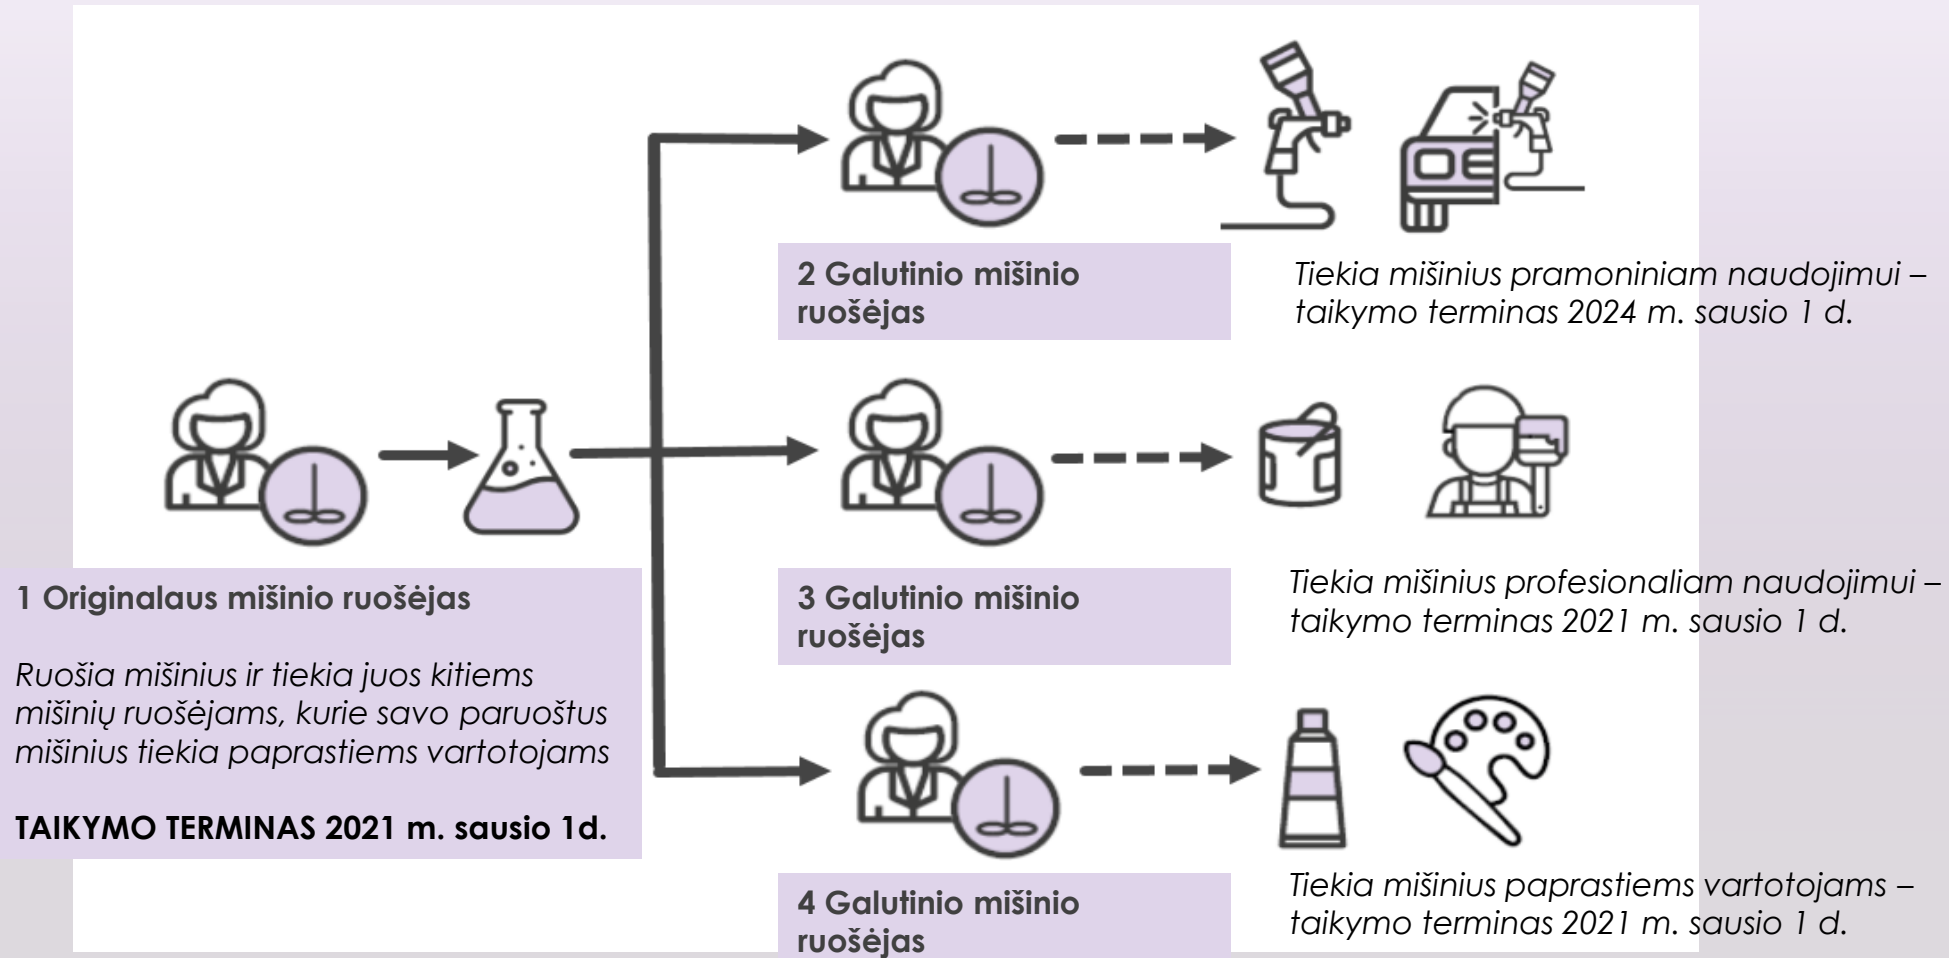 2 Galutinio mišinio
ruošėjas
Tiekia mišinius pramoniniam naudojimui –
taikymo terminas 2024 m. sausio 1 d.
1 Originalaus mišinio ruošėjas
Ruošia mišinius ir tiekia juos kitiems
mišinių ruošėjams, kurie savo paruoštus
mišinius tiekia paprastiems vartotojams
TAIKYMO TERMINAS 2021 m. sausio 1d.
3 Galutinio mišinio
ruošėjas
Tiekia mišinius profesionaliam naudojimui –
taikymo terminas 2021 m. sausio 1 d.
4 Galutinio mišinio
ruošėjas
Tiekia mišinius paprastiems vartotojams –
taikymo terminas 2021 m. sausio 1 d.